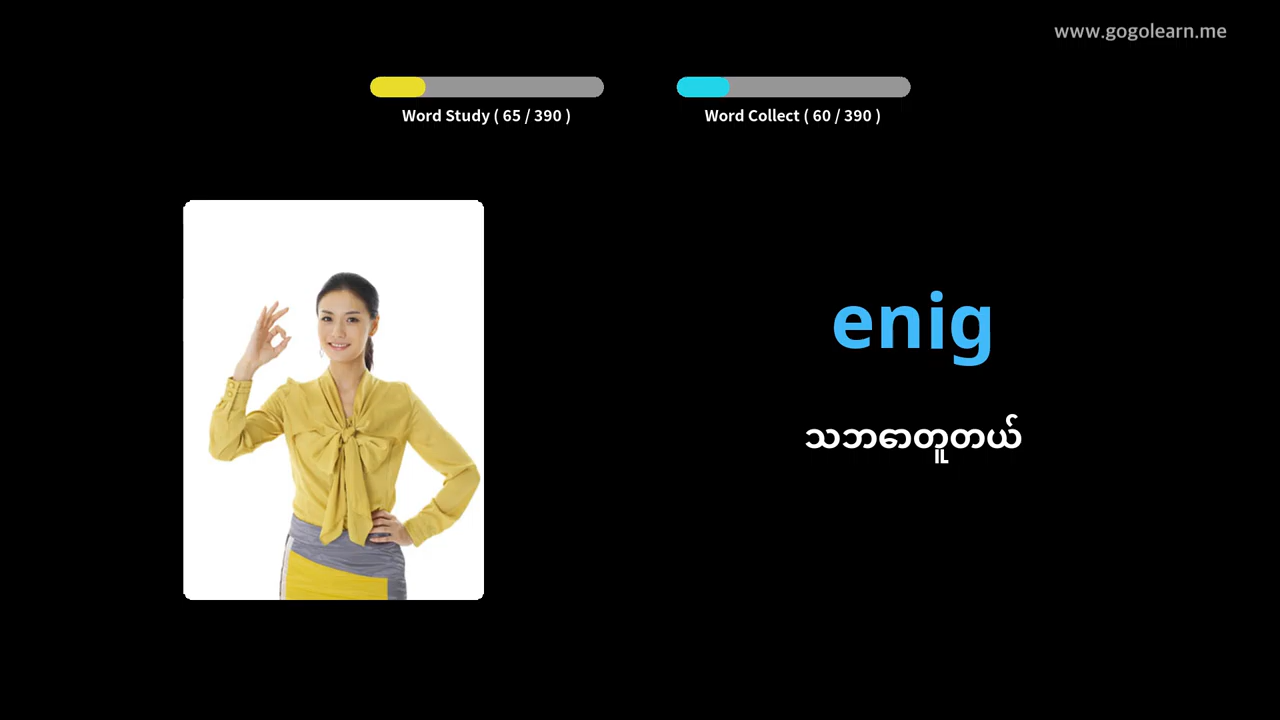 www.gogolearn.me
Word Study ( 65 / 390 )
Word Collect ( 60 / 390 )
enig
သဘောတူတယ်